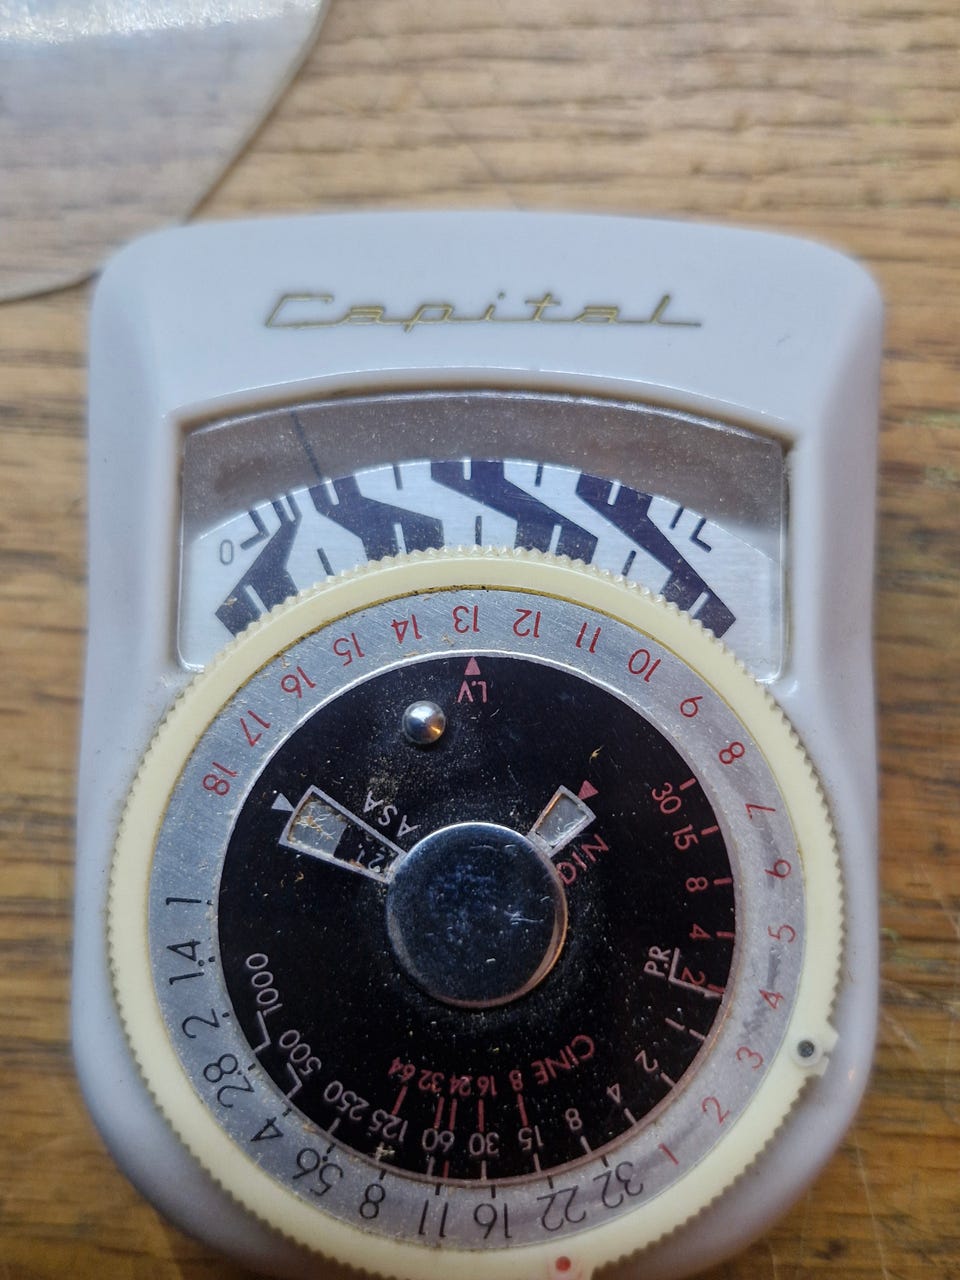 Capital
0
18 17 16 15 14 13 12 11 10 9 8 7 6 5 4 3 2 1
L.V
ASA
DIN
30 15 8 4 2
P.R
CINE 8 16 24 32 64
1000 500 250 125 60 30 15 8 4 2
1 1.4 2 2.8 4 5.6 8 11 16 22 32